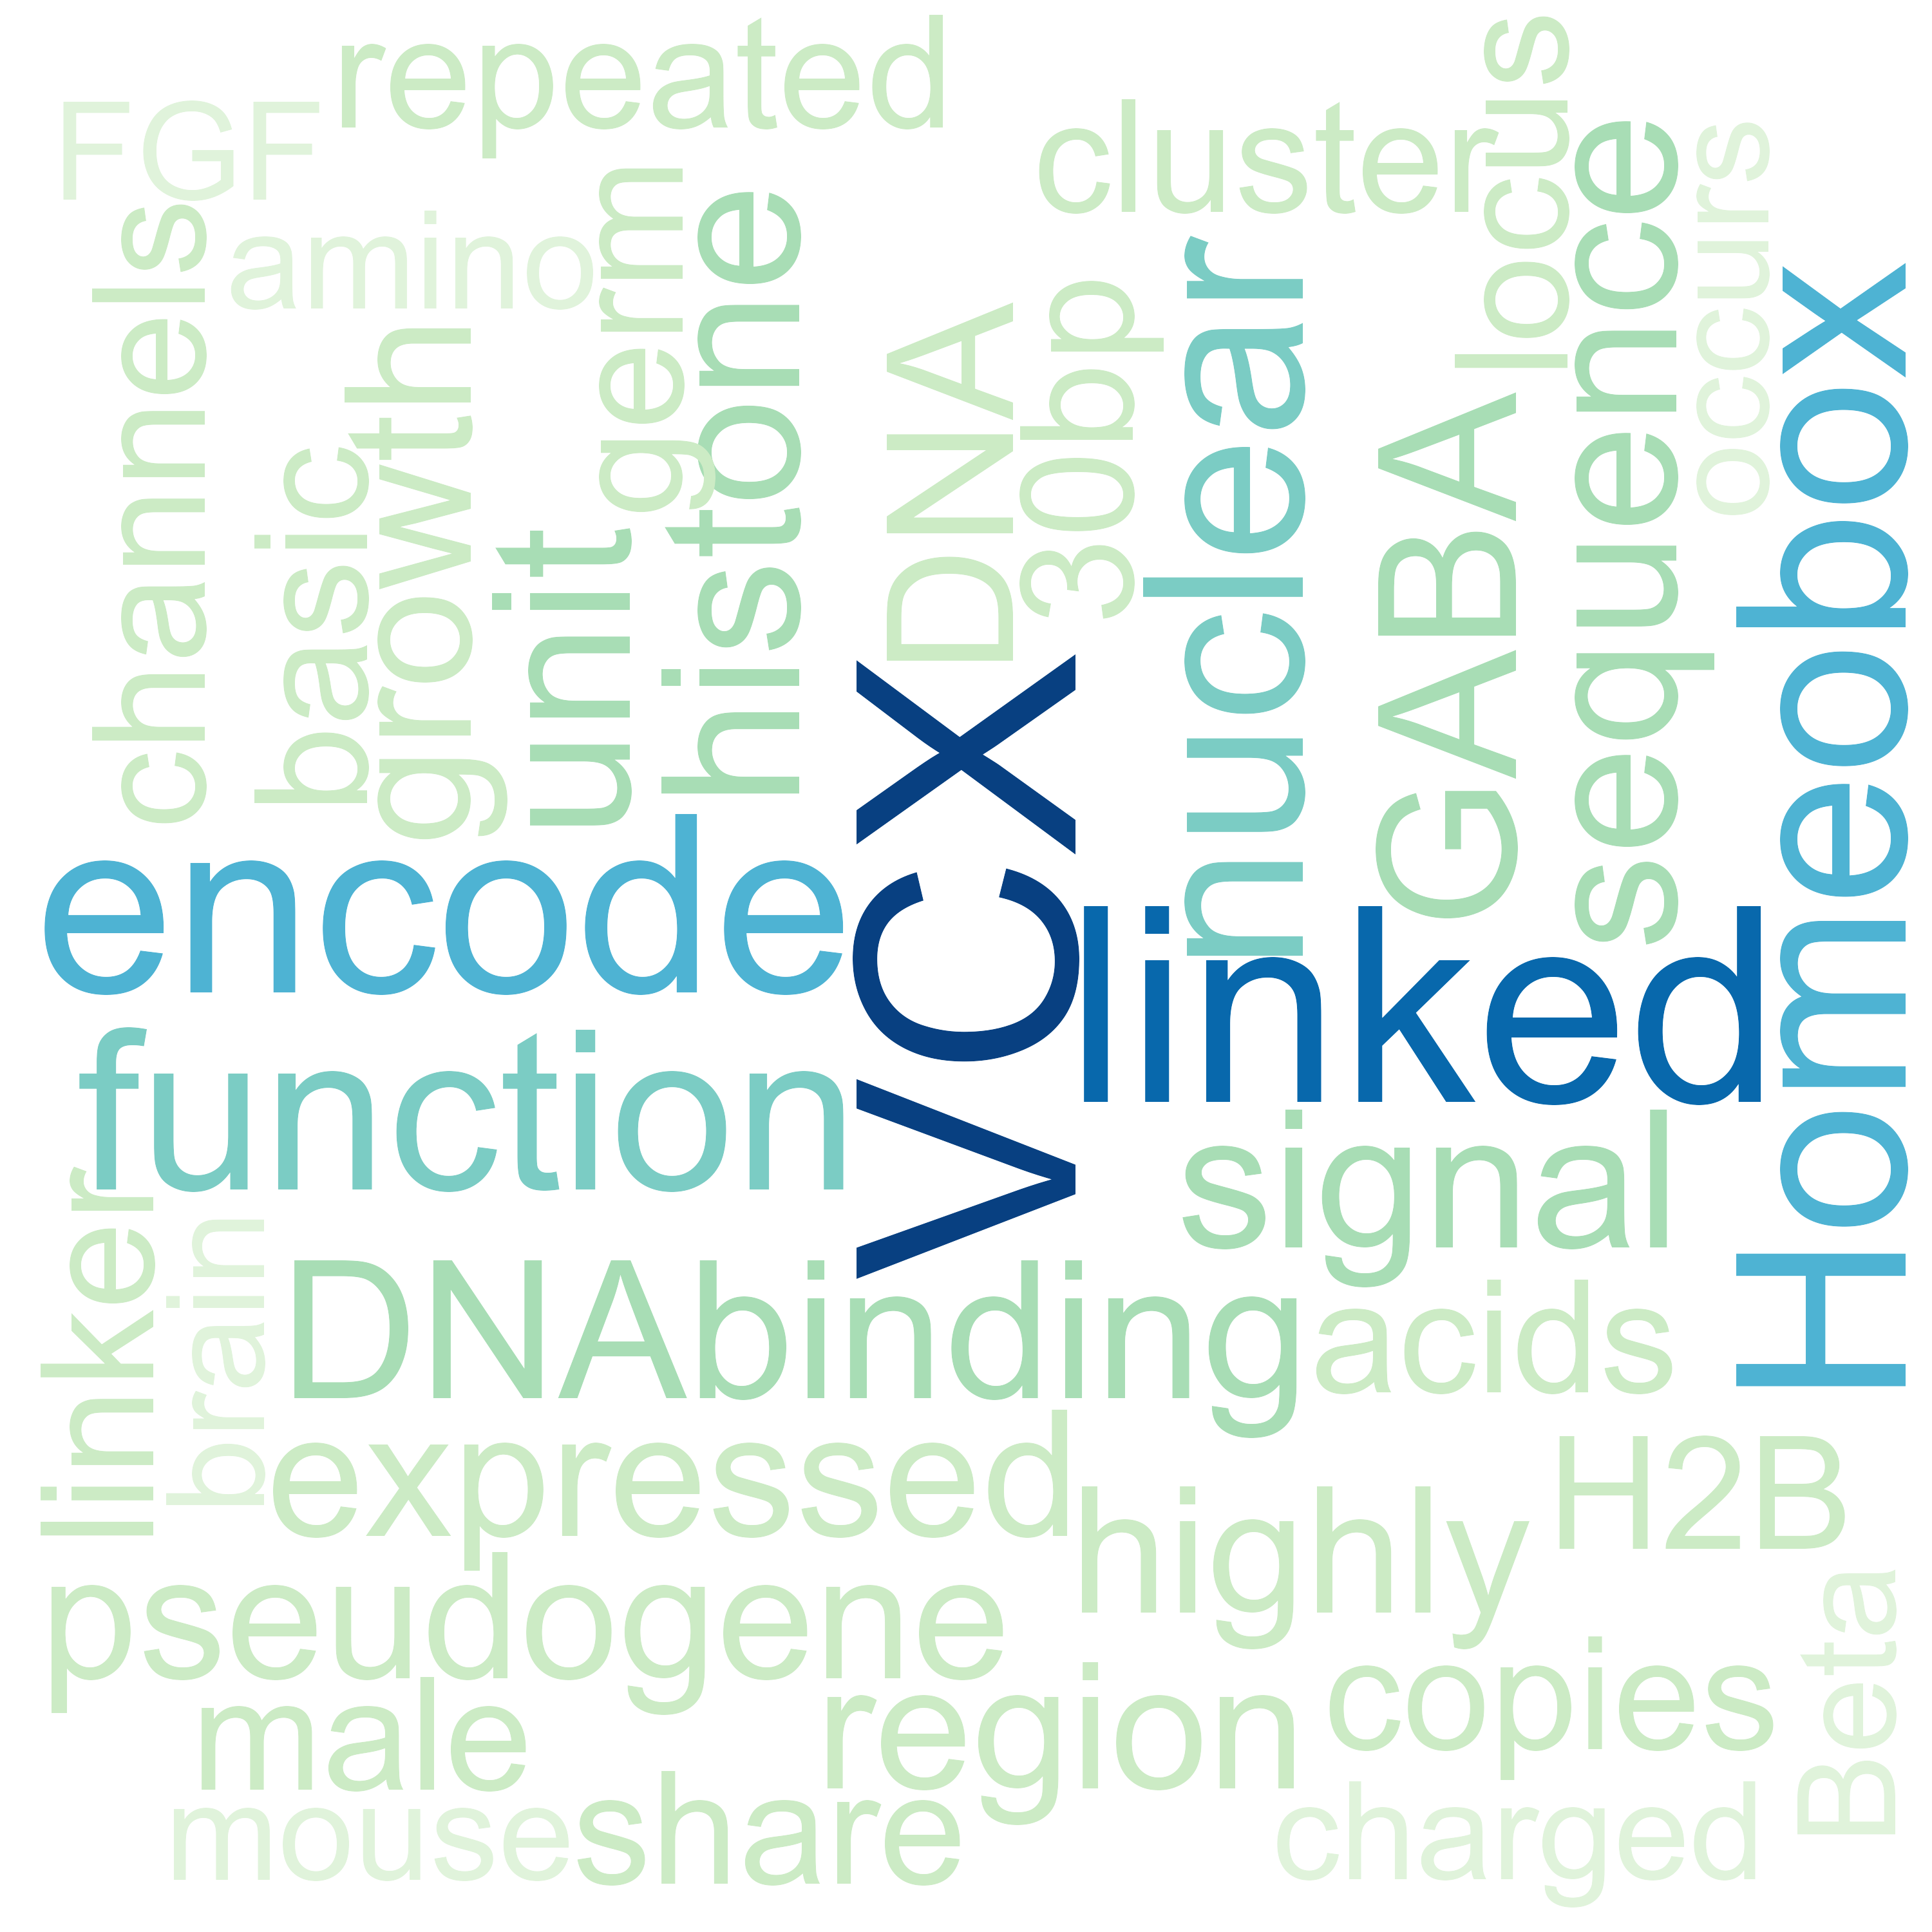 repeated
FGF
cluster
locus
occurs
amino
germ
channels
histone
sequence
nuclear
30bp
DNA
growth
basic
unit
GABA
Homeobox
VCX
encode
linked
function
signal
linker
brain
DNAbinding
acids
expressed
highly
H2B
pseudogene
Beta
male
region
copies
mouse
share
charged